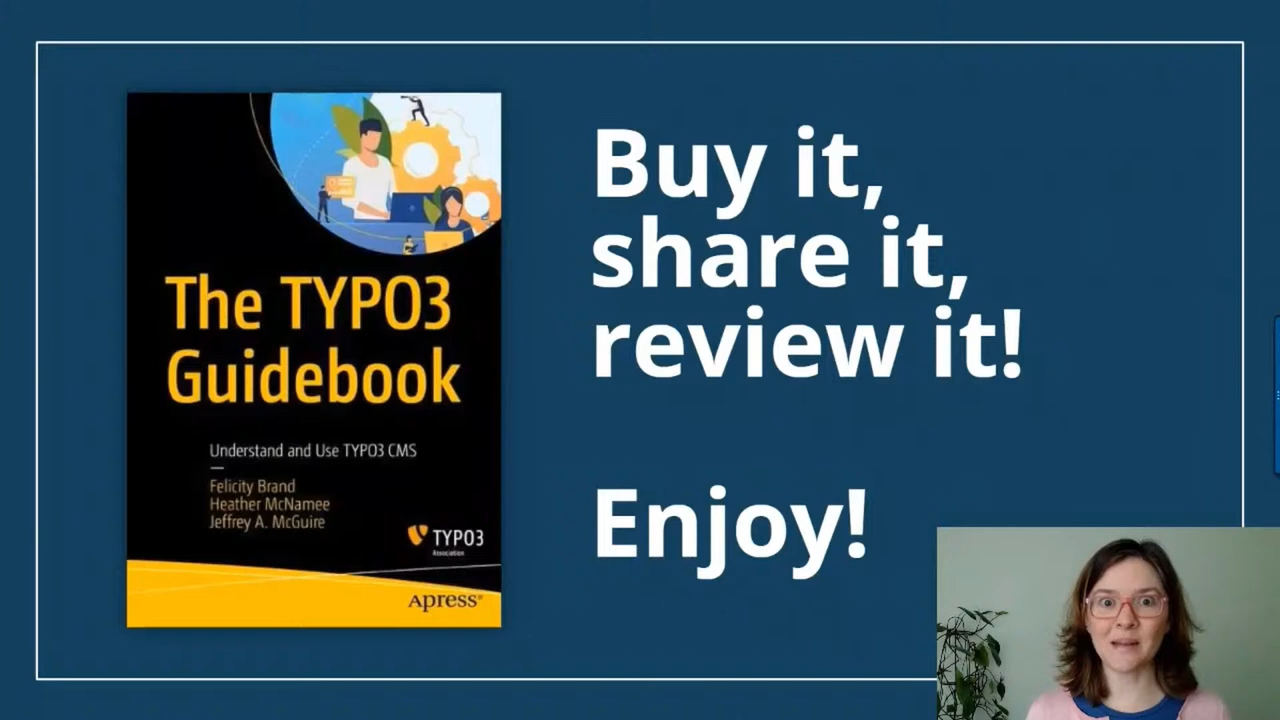 The TYPO3
Guidebook
Understand and Use TYPO3 CMS
Felicity Brand
Heather McNamee
Jeffrey A. McGuire
TYPO3
Association
Apress®
Buy it,
share it,
review it!
Enjoy!